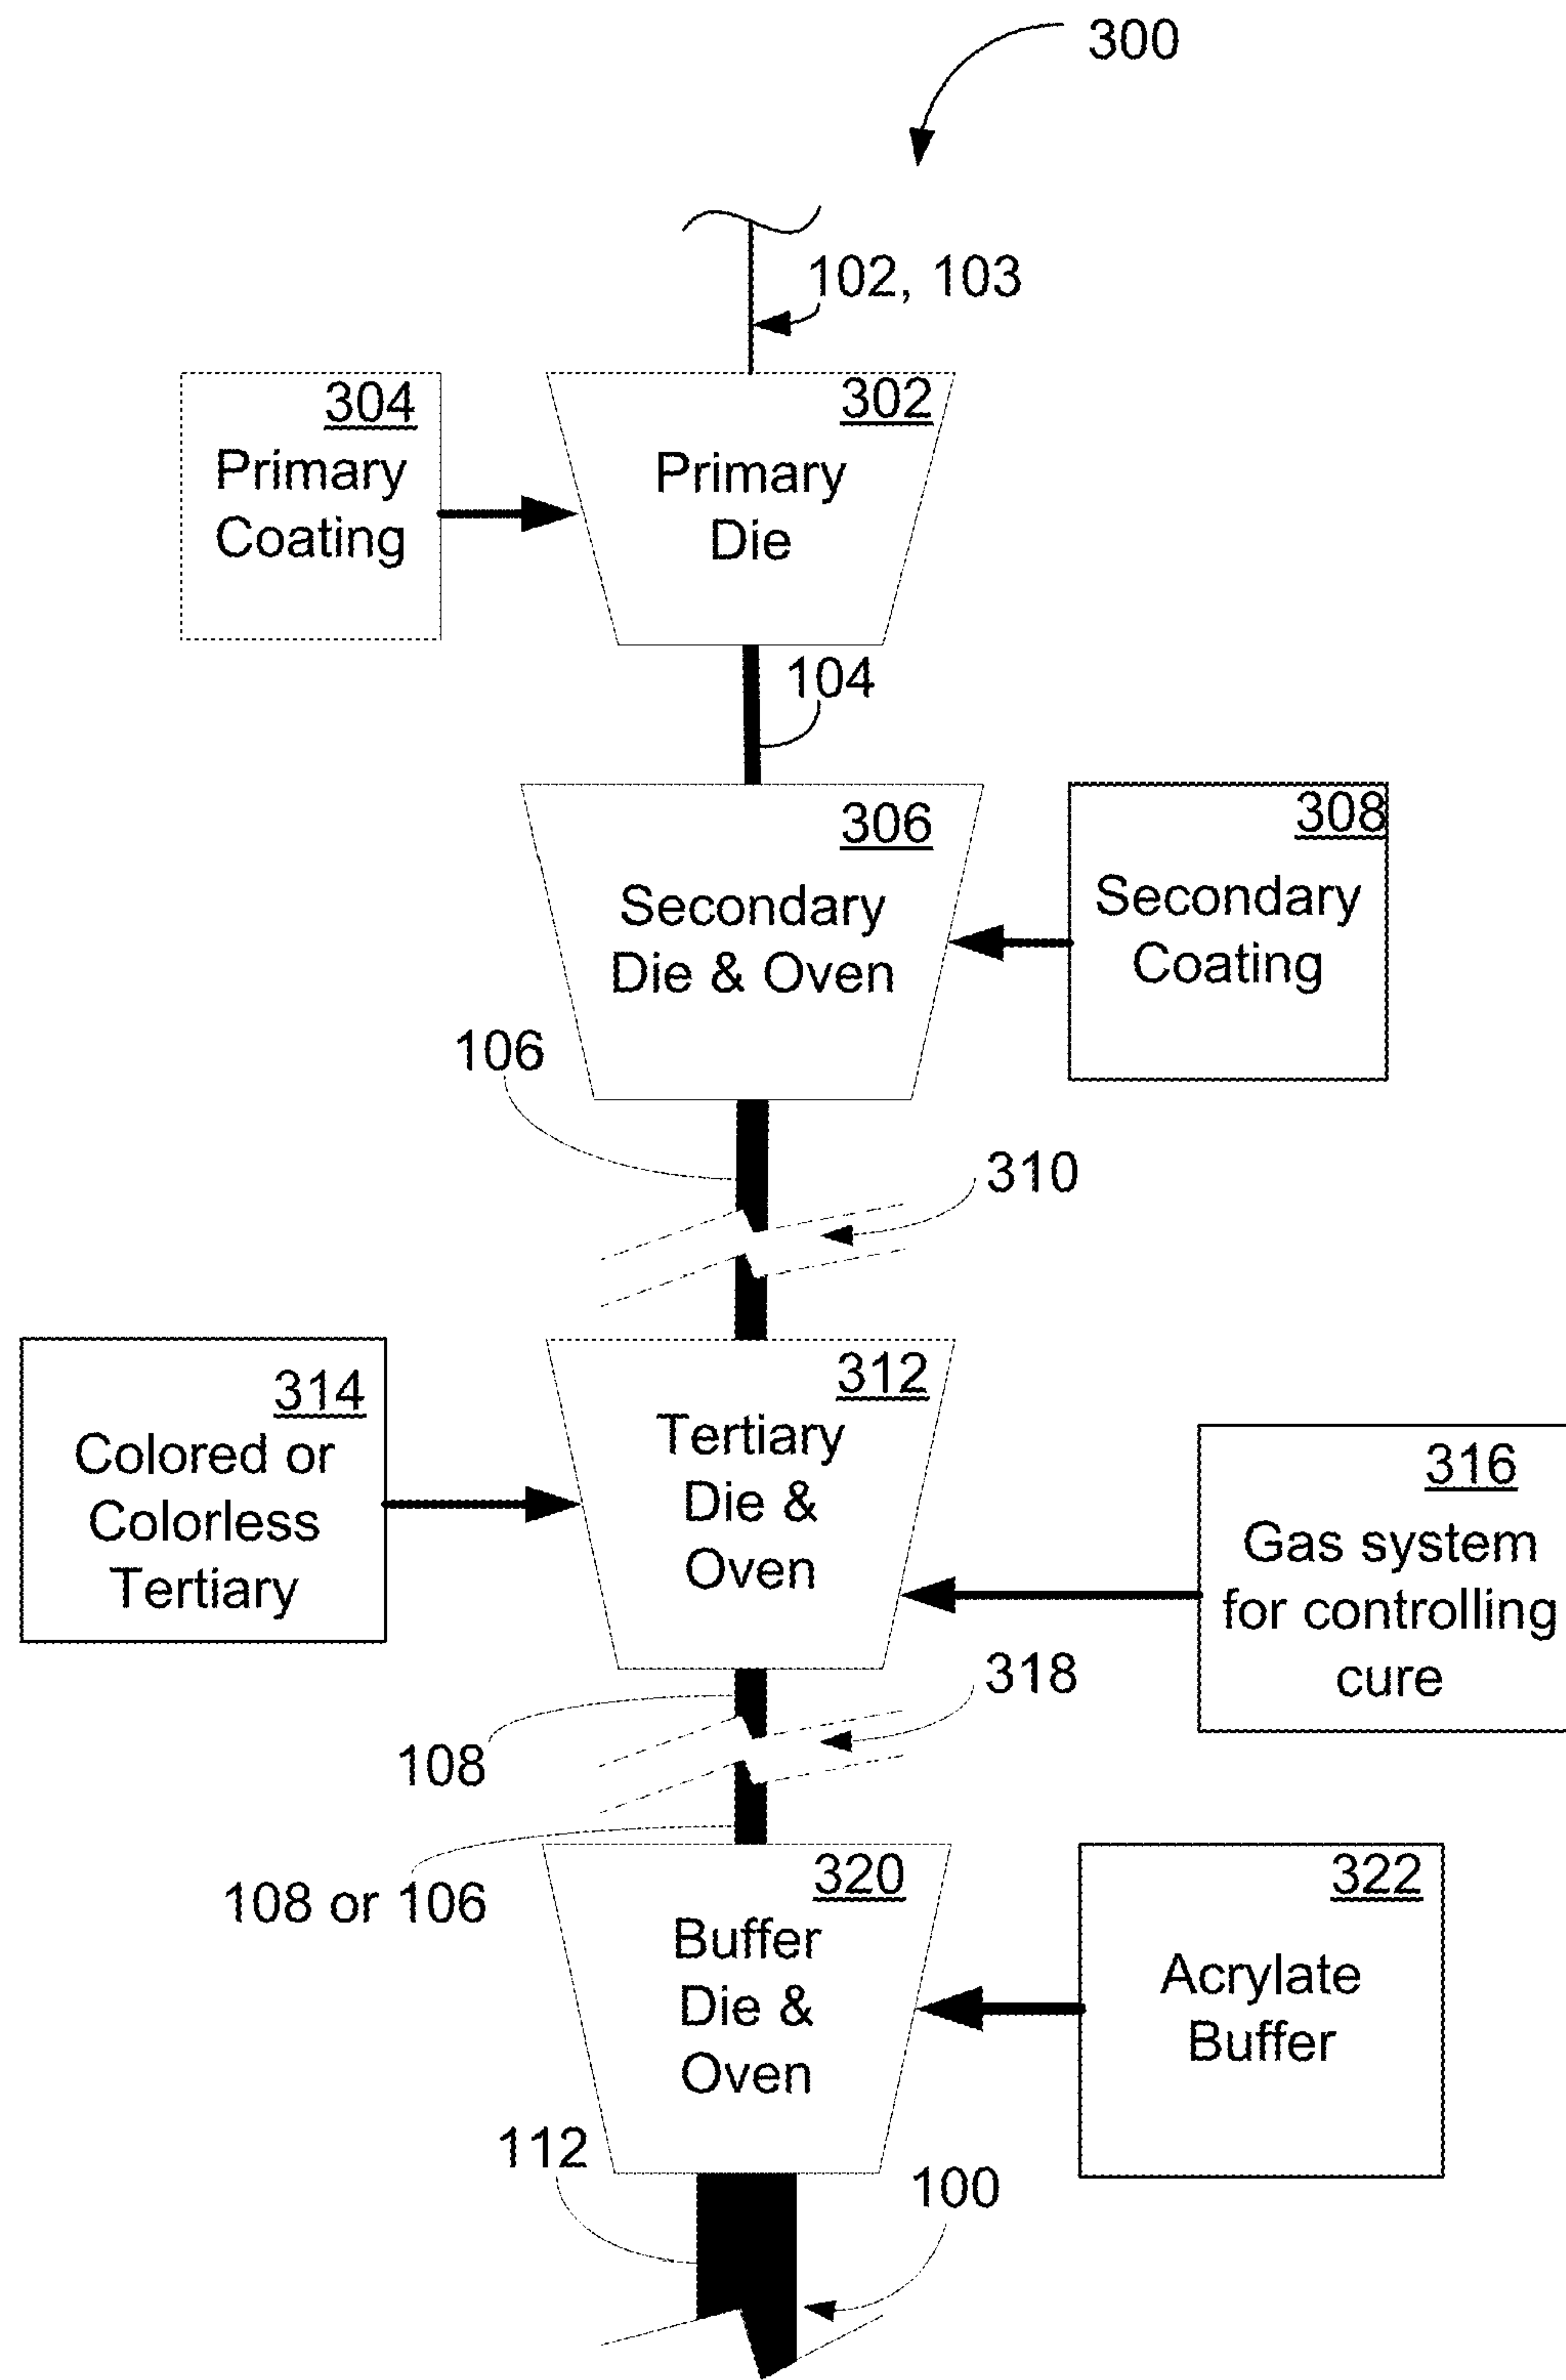 300
102, 103
304
Primary
Coating
302
Primary
Die
104
306
Secondary
Die & Oven
308
Secondary
Coating
106
310
314
Colored or
Colorless
Tertiary
312
Tertiary
Die &
Oven
316
Gas system
for controlling
cure
318
108
108 or 106
320
Buffer
Die &
Oven
322
Acrylate
Buffer
112
100